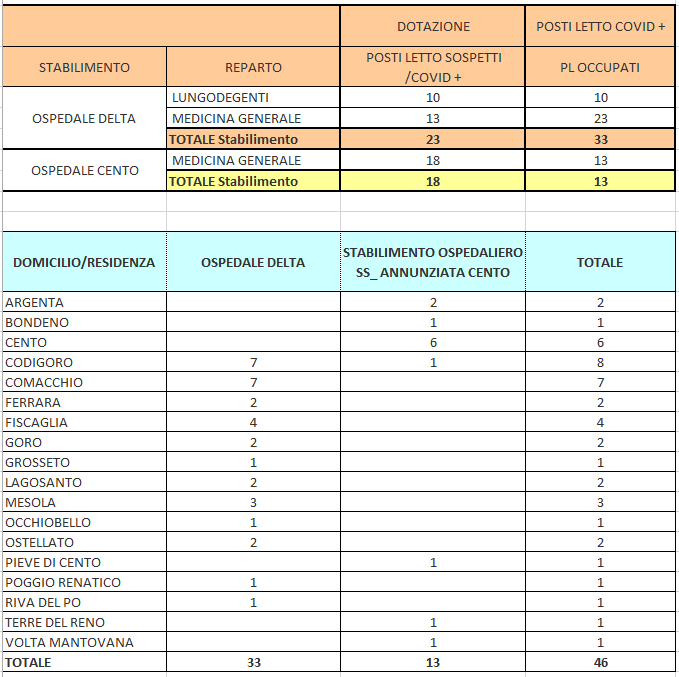 DOTAZIONE POSTI LETTO COVID +
STABILIMENTO REPARTO POSTI LETTO SOSPETTI /COVID + PL OCCUPATI
OSPEDALE DELTA LUNGODEGENTI 10 10
MEDICINA GENERALE 13 23
TOTALE Stabilimento 23 33
OSPEDALE CENTO MEDICINA GENERALE 18 13
TOTALE Stabilimento 18 13
DOMICILIO/RESIDENZA OSPEDALE DELTA STABILIMENTO OSPEDALIERO SS_ ANNUNZIATA CENTO TOTALE
ARGENTA 2 2
BONDENO 1 1
CENTO 6 6
CODIGORO 7 1 8
COMACCHIO 7 7
FERRARA 2 2
FISCAGLIA 4 4
GORO 2 2
GROSSETO 1 1
LAGOSANTO 2 2
MESOLA 3 3
OCCHIOBELLO 1 1
OSTELLATO 2 2
PIEVE DI CENTO 1 1
POGGIO RENATICO 1 1
RIVA DEL PO 1 1
TERRE DEL RENO 1 1
VOLTA MANTOVANA 1 1
TOTALE 33 13 46